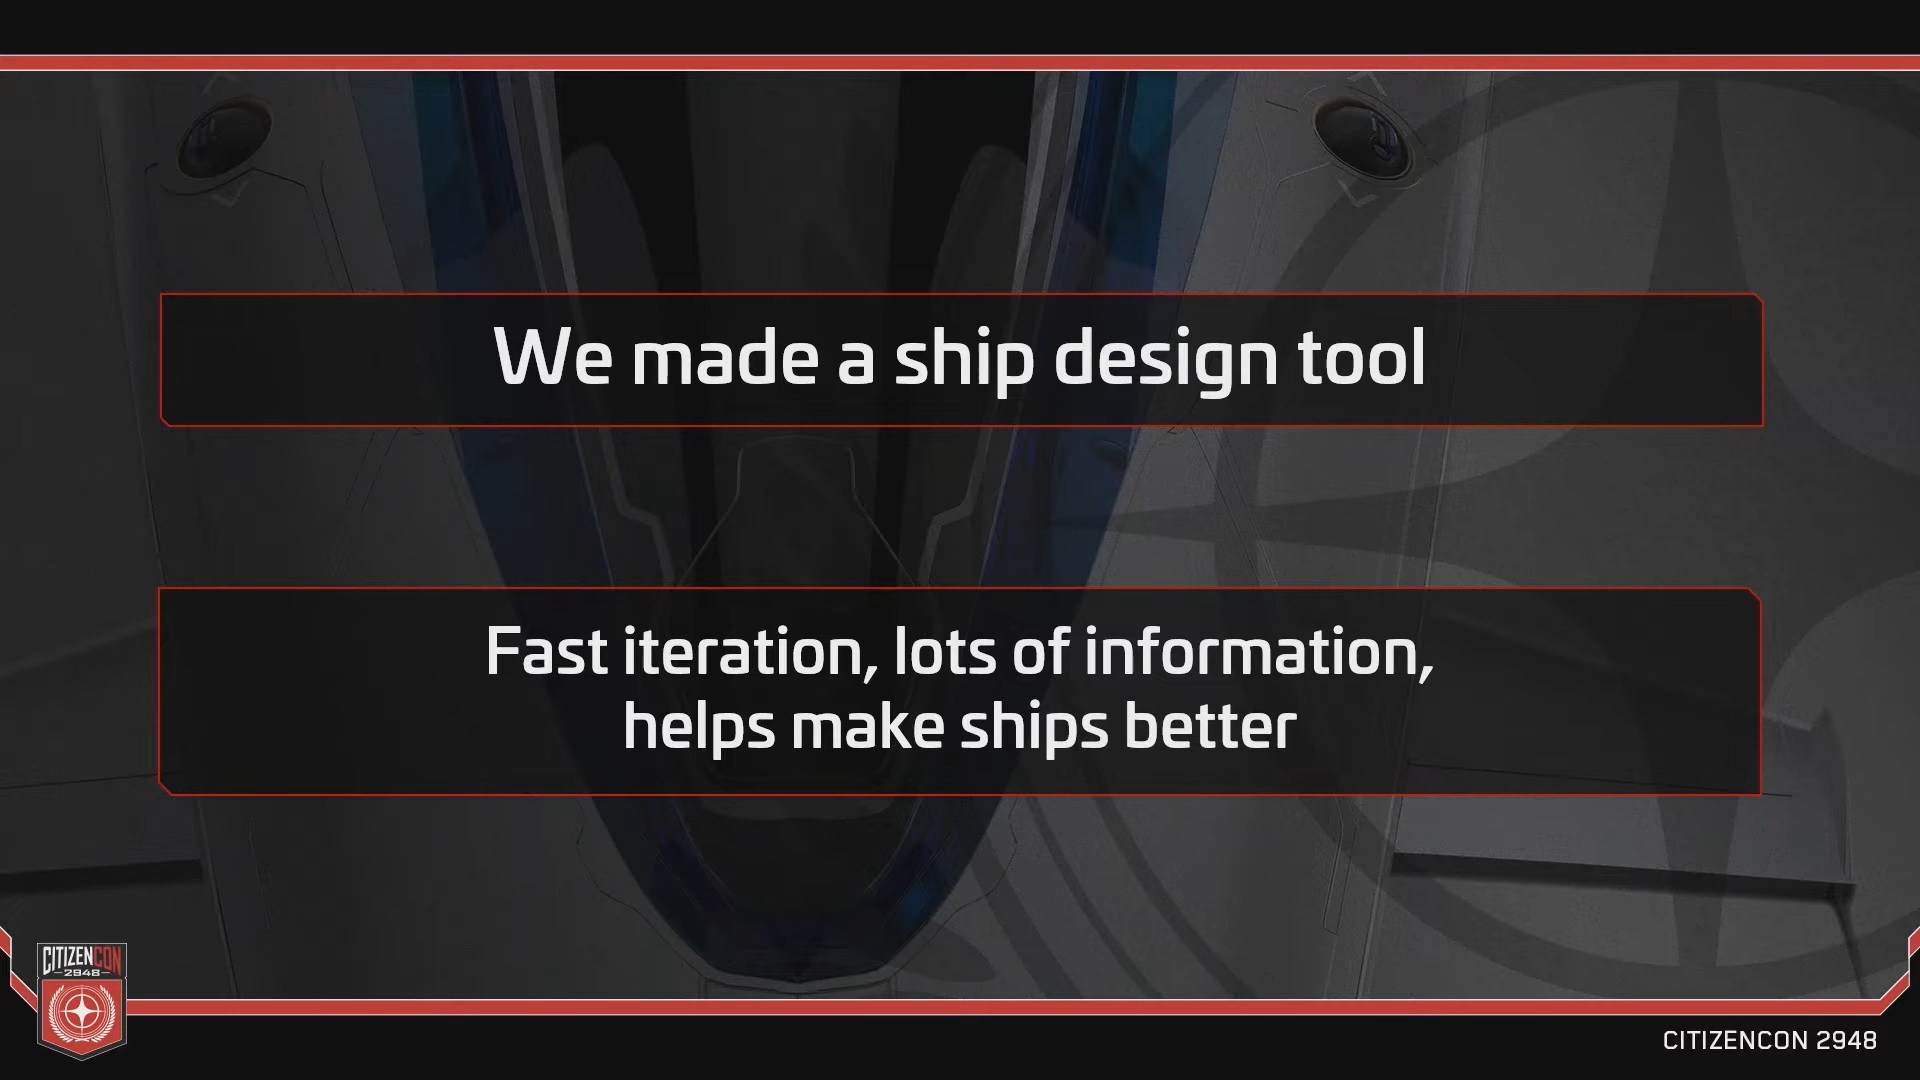 We made a ship design tool
Fast iteration, lots of information,
helps make ships better
CITIZENCON
2948
CITIZENCON 2948